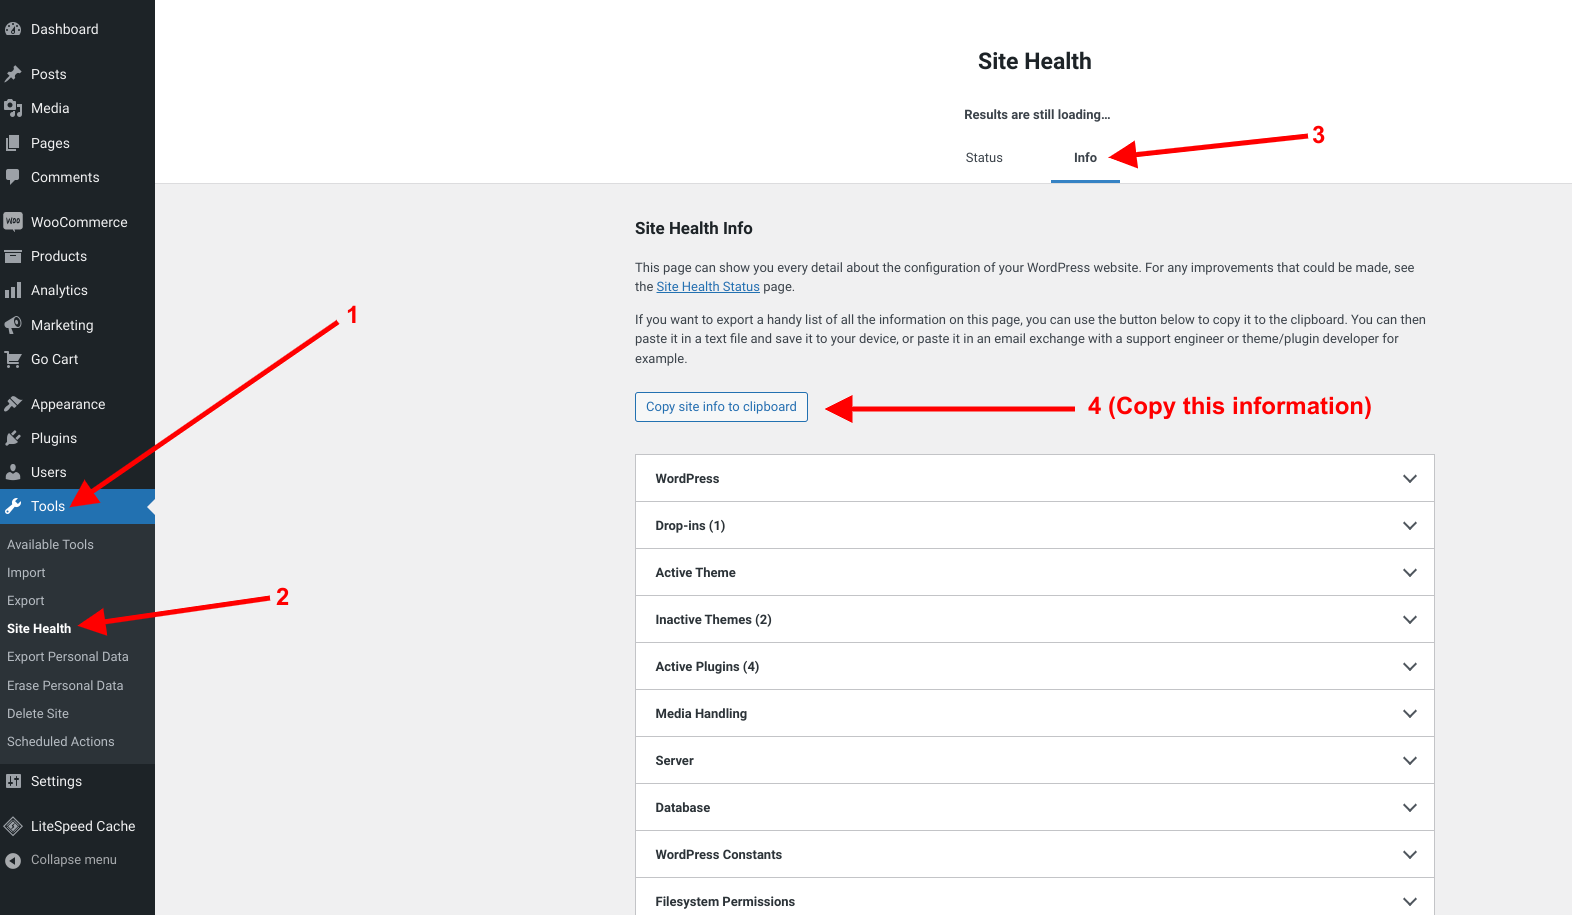 Dashboard
Posts
Media
Pages
Comments
WOO WooCommerce
Products
Analytics
Marketing
Go Cart
Appearance
Plugins
Users
Tools
Available Tools
Import
Export
Site Health
Export Personal Data
Erase Personal Data
Delete Site
Scheduled Actions
Settings
LiteSpeed Cache
Collapse menu
1
2
Site Health
Results are still loading…
Status Info
3
Site Health Info
This page can show you every detail about the configuration of your WordPress website. For any improvements that could be made, see
the Site Health Status page.
If you want to export a handy list of all the information on this page, you can use the button below to copy it to the clipboard. You can then
paste it in a text file and save it to your device, or paste it in an email exchange with a support engineer or theme/plugin developer for
example.
Copy site info to clipboard
4 (Copy this information)
WordPress
Drop-ins (1)
Active Theme
Inactive Themes (2)
Active Plugins (4)
Media Handling
Server
Database
WordPress Constants
Filesystem Permissions